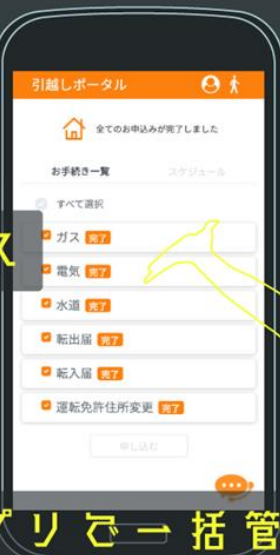 引越しポータル
全てのお申込みが完了しました
お手続き一覧 スケジュール
すべて選択
ス
ガス 完了
電気 完了
水道 完了
転出届 完了
転入届 完了
運転免許住所変更 完了
申し込む
プリで一括管